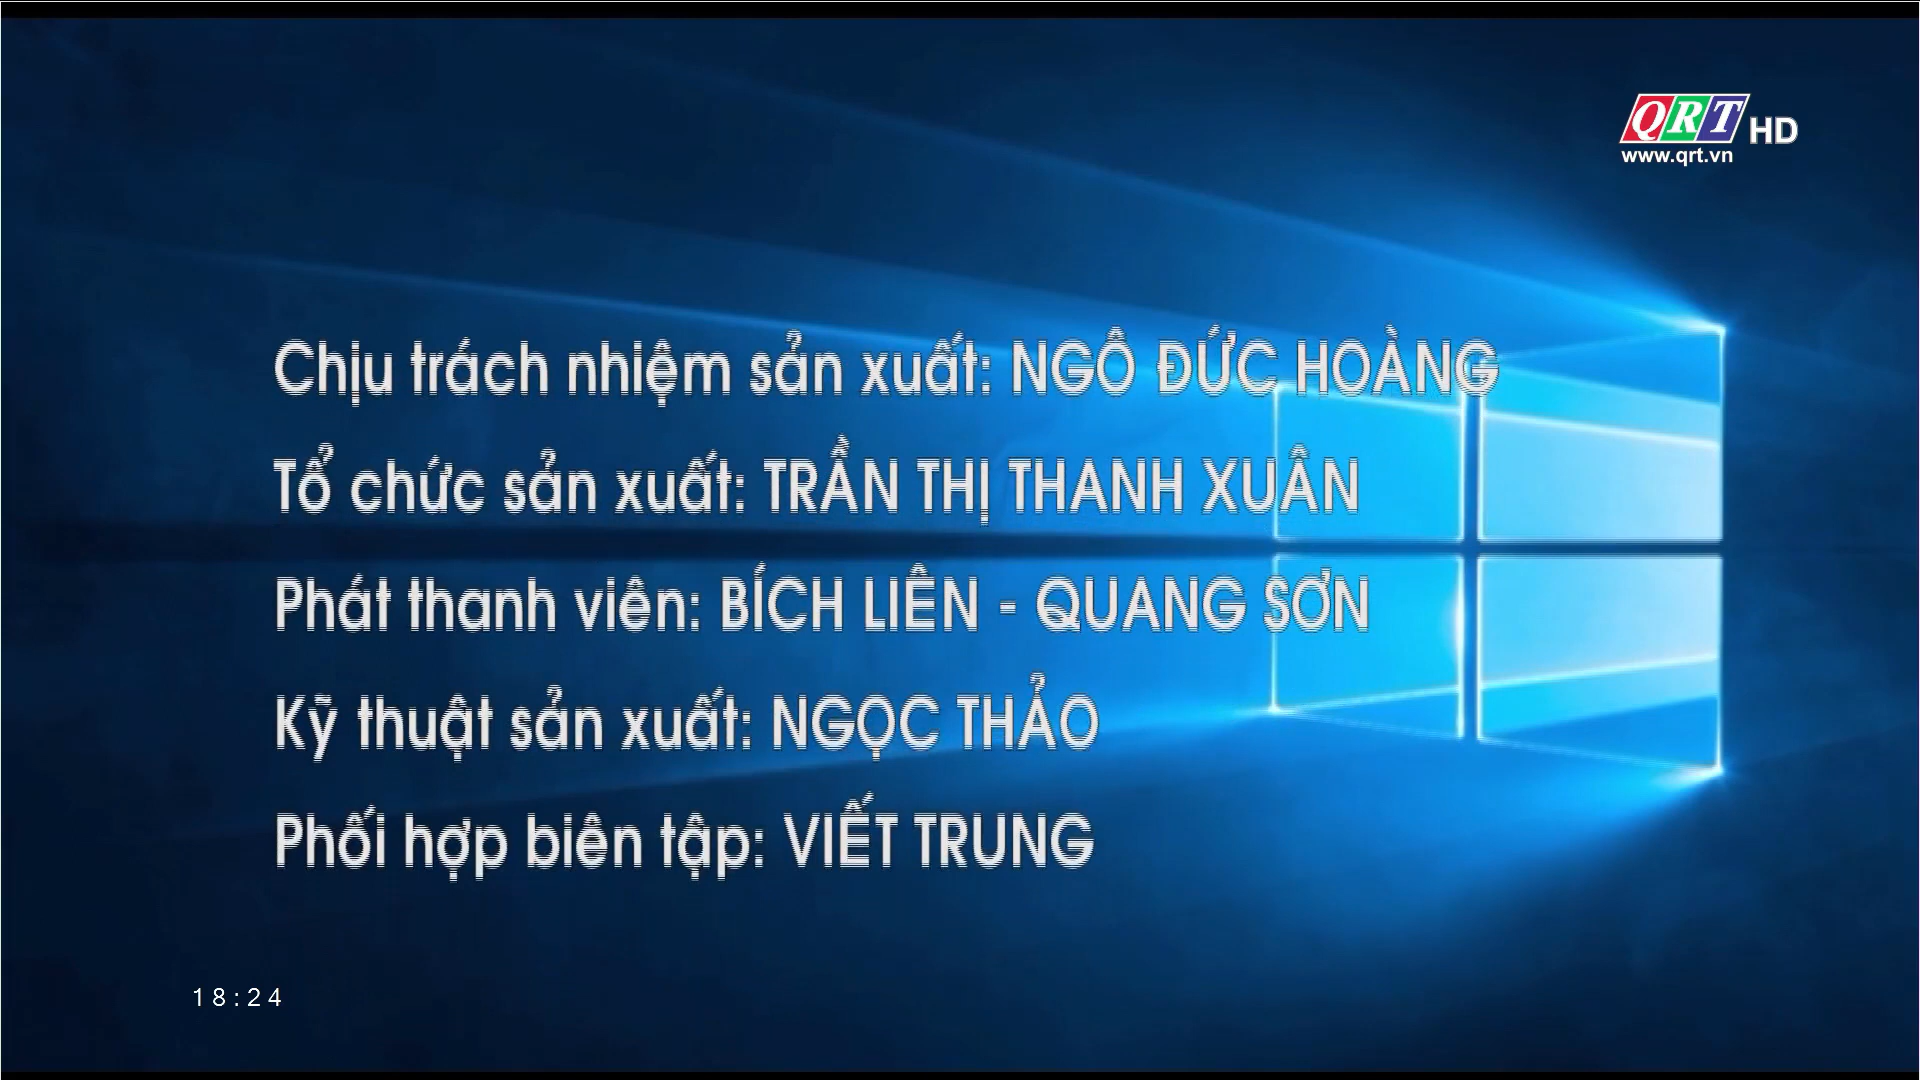 QRT HD
www.qrt.vn
Chịu trách nhiệm sản xuất: NGÔ ĐỨC HOÀNG
Tổ chức sản xuất: TRẦN THỊ THANH XUÂN
Phát thanh viên: BÍCH LIÊN - QUANG SƠN
Kỹ thuật sản xuất: NGỌC THẢO
Phối hợp biên tập: VIẾT TRUNG
18:24